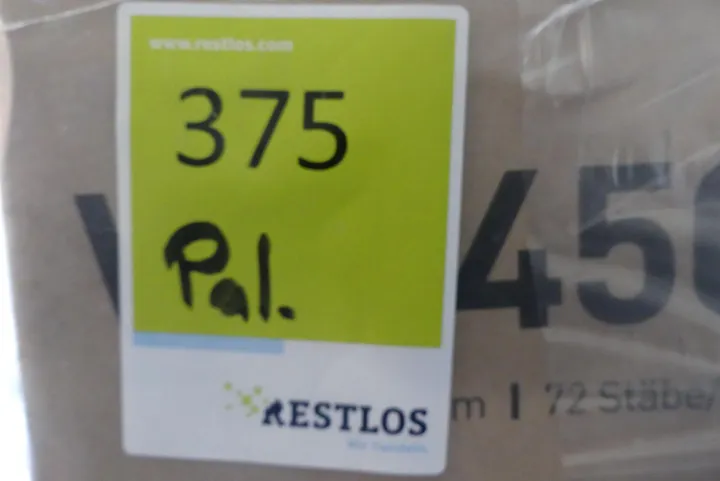 www.restlos.com
375
Pal.
RESTLOS
450
m | 72 Stäbe/